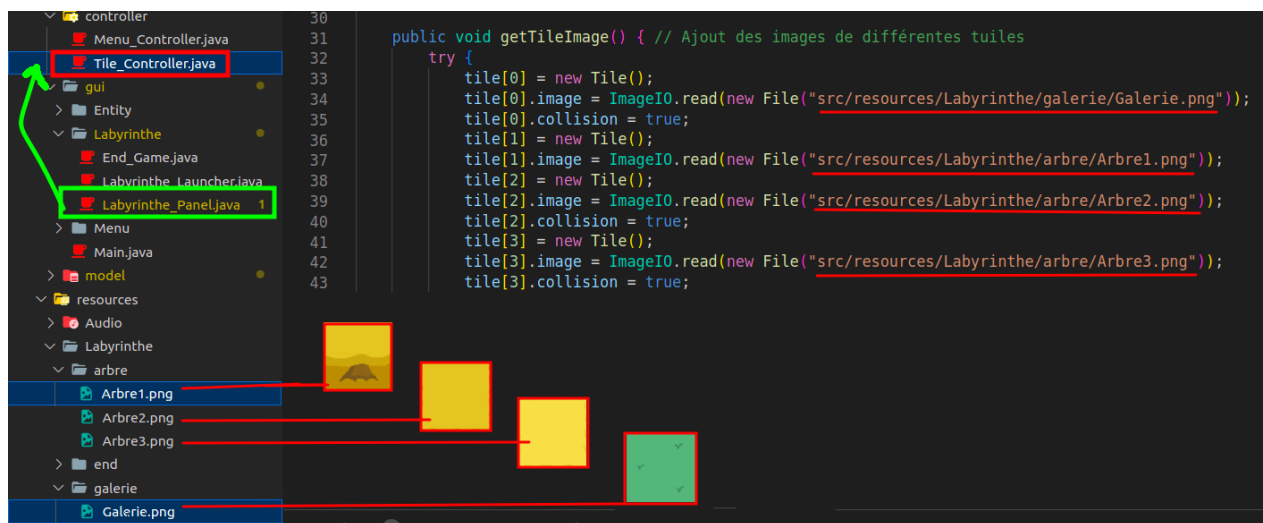 controller
Menu_Controller.java
Tile_Controller.java
gui
Entity
Labyrinthe
End_Game.java
Labyrinthe_Launcher.java
Labyrinthe_Panel.java 1
Menu
Main.java
model
resources
Audio
Labyrinthe
arbre
Arbre1.png
Arbre2.png
Arbre3.png
end
galerie
Galerie.png
30
31 public void getTileImage() { // Ajout des images de différentes tuiles
32 try {
33 tile[0] = new Tile();
34 tile[0].image = ImageIO.read(new File("src/resources/Labyrinthe/galerie/Galerie.png"));
35 tile[0].collision = true;
36 tile[1] = new Tile();
37 tile[1].image = ImageIO.read(new File("src/resources/Labyrinthe/arbre/Arbre1.png"));
38 tile[2] = new Tile();
39 tile[2].image = ImageIO.read(new File("src/resources/Labyrinthe/arbre/Arbre2.png"));
40 tile[2].collision = true;
41 tile[3] = new Tile();
42 tile[3].image = ImageIO.read(new File("src/resources/Labyrinthe/arbre/Arbre3.png"));
43 tile[3].collision = true;